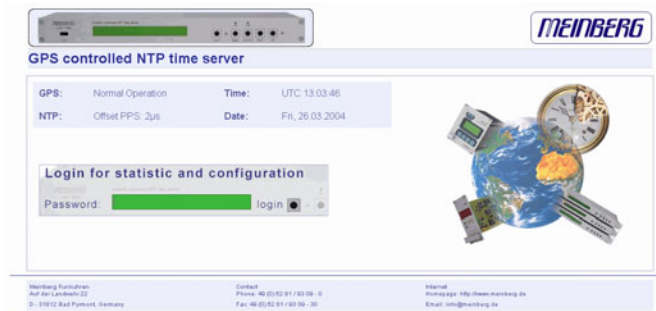 MEINBERG
GPS controlled NTP time server
GPS: Normal Operation Time: UTC 13:03:46
NTP: Offset PPS: 2µs Date: Fri, 26.03.2004
Login for statistic and configuration
Password: login
Meinberg Funkuhren Contact Internet
Auf der Landwehr 22 Phone: 49 (0) 52 81 / 93 09 - 0 Homepage: http://www.meinberg.de
D - 31812 Bad Pyrmont, Germany Fax: 49 (0) 52 81 / 93 09 - 30 Email: info@meinberg.de